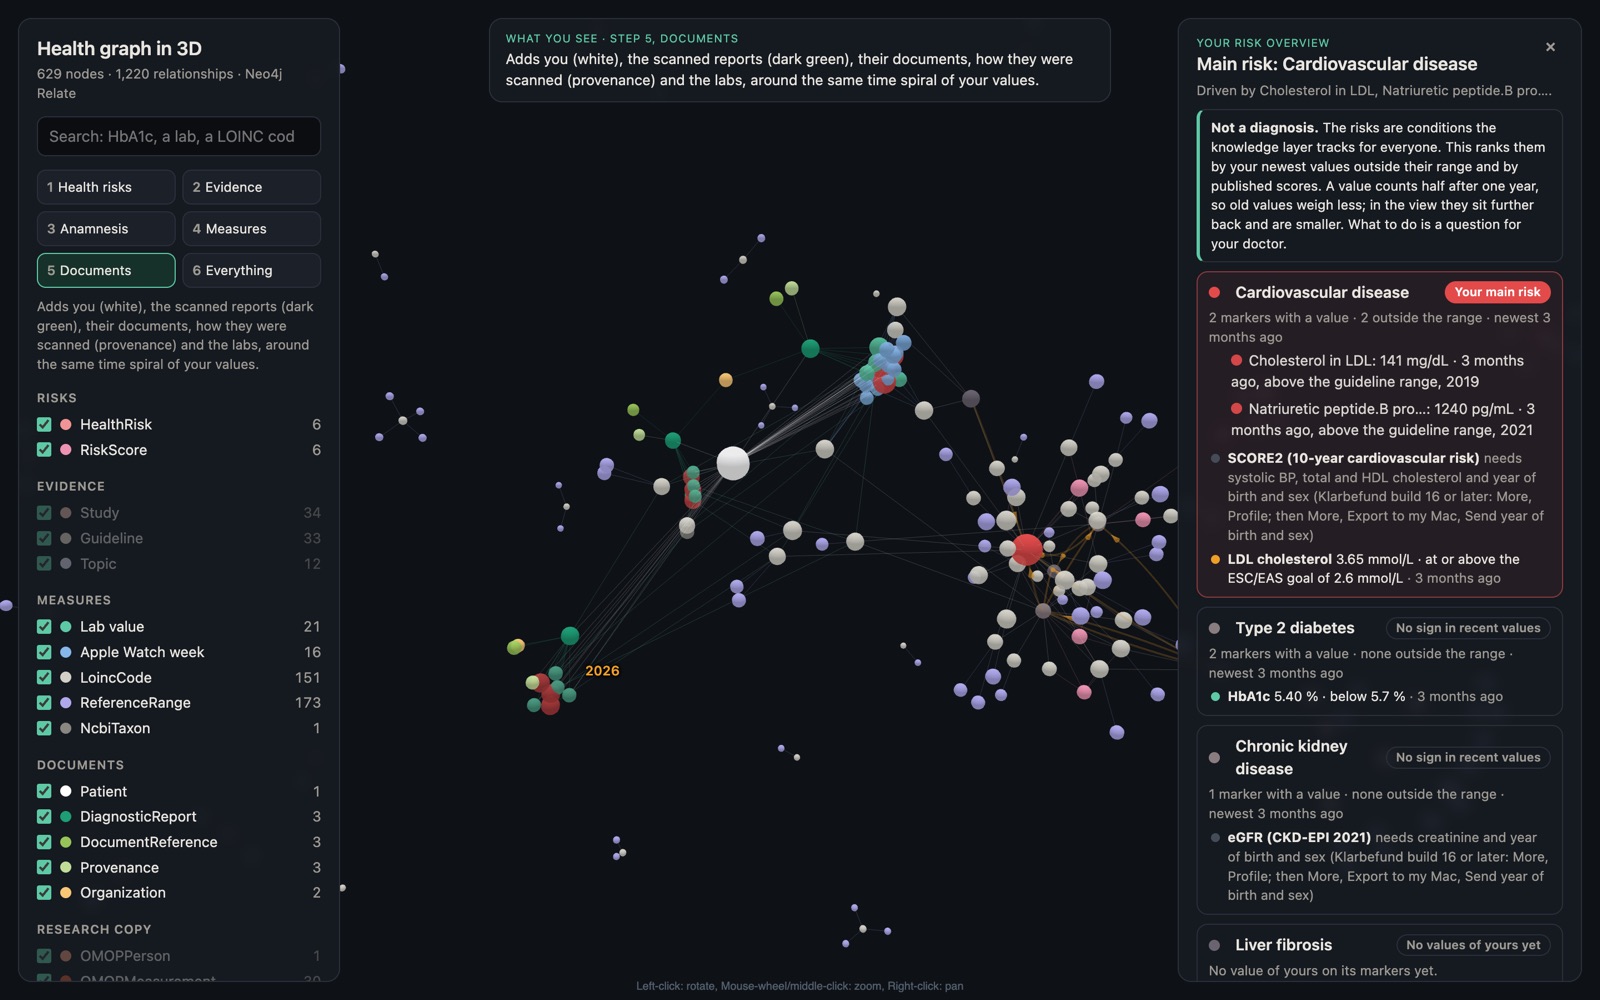 Health graph in 3D
629 nodes · 1,220 relationships · Neo4j
Relate
Search: HbA1c, a lab, a LOINC cod
1 Health risks
2 Evidence
3 Anamnesis
4 Measures
5 Documents
6 Everything
Adds you (white), the scanned reports (dark
green), their documents, how they were
scanned (provenance) and the labs, around
the same time spiral of your values.
RISKS
HealthRisk 6
RiskScore 6
EVIDENCE
Study 34
Guideline 33
Topic 12
MEASURES
Lab value 21
Apple Watch week 16
LoincCode 151
ReferenceRange 173
NcbiTaxon 1
DOCUMENTS
Patient 1
DiagnosticReport 3
DocumentReference 3
Provenance 3
Organization 2
RESEARCH COPY
OMOPPerson 1
WHAT YOU SEE · STEP 5, DOCUMENTS
Adds you (white), the scanned reports (dark green), their documents, how they were
scanned (provenance) and the labs, around the same time spiral of your values.
2026
Left-click: rotate, Mouse-wheel/middle-click: zoom, Right-click: pan
YOUR RISK OVERVIEW
×
Main risk: Cardiovascular disease
Driven by Cholesterol in LDL, Natriuretic peptide.B pro....
Not a diagnosis. The risks are conditions the
knowledge layer tracks for everyone. This ranks them
by your newest values outside their range and by
published scores. A value counts half after one year,
so old values weigh less; in the view they sit further
back and are smaller. What to do is a question for
your doctor.
Cardiovascular disease
Your main risk
2 markers with a value · 2 outside the range · newest 3
months ago
Cholesterol in LDL: 141 mg/dL · 3 months
ago, above the guideline range, 2019
Natriuretic peptide.B pro...: 1240 pg/mL · 3
months ago, above the guideline range, 2021
SCORE2 (10-year cardiovascular risk) needs
systolic BP, total and HDL cholesterol and year of
birth and sex (Klarbefund build 16 or later: More,
Profile; then More, Export to my Mac, Send year of
birth and sex)
LDL cholesterol 3.65 mmol/L · at or above the
ESC/EAS goal of 2.6 mmol/L · 3 months ago
Type 2 diabetes
No sign in recent values
2 markers with a value · none outside the range ·
newest 3 months ago
HbA1c 5.40 % · below 5.7 % · 3 months ago
Chronic kidney
disease
No sign in recent values
1 marker with a value · none outside the range ·
newest 3 months ago
eGFR (CKD-EPI 2021) needs creatinine and year
of birth and sex (Klarbefund build 16 or later: More,
Profile; then More, Export to my Mac, Send year of
birth and sex)
Liver fibrosis
No values of yours yet
No value of yours on its markers yet.